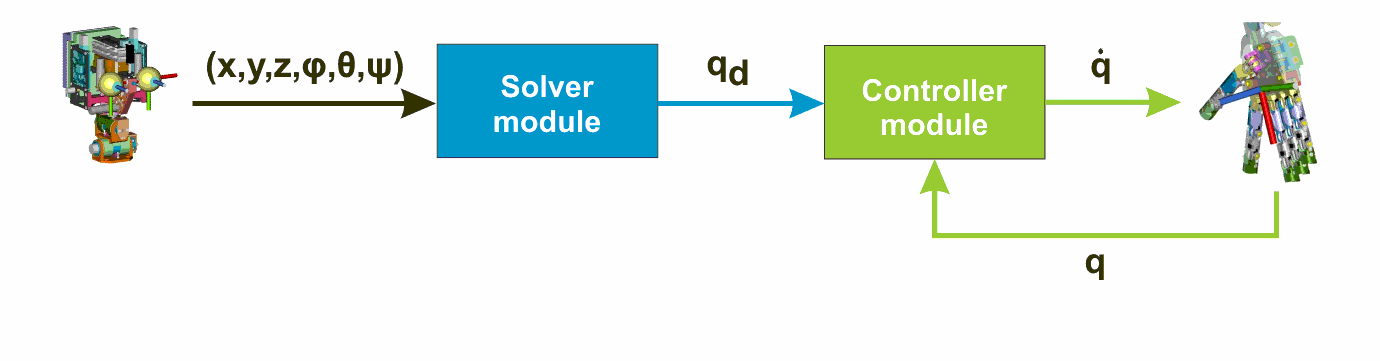 (x,y,z,φ,θ,ψ)
Solver
module
qd
Controller
module
q̇
q